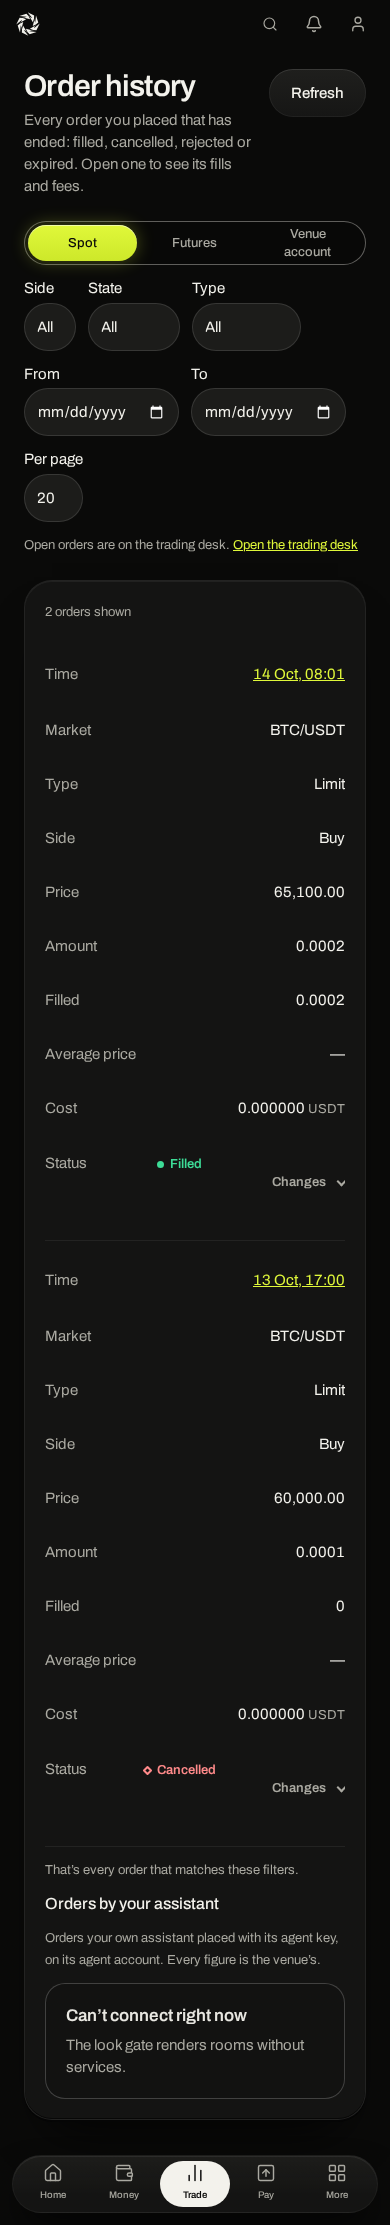 Order history
Refresh
Every order you placed that has
ended: filled, cancelled, rejected or
expired. Open one to see its fills
and fees.
Spot
Futures
Venue
account
Side
State
Type
All
All
All
From
To
mm/dd/yyyy
mm/dd/yyyy
Per page
20
Open orders are on the trading desk. Open the trading desk
2 orders shown
Time 14 Oct, 08:01
Market BTC/USDT
Type Limit
Side Buy
Price 65,100.00
Amount 0.0002
Filled 0.0002
Average price —
Cost 0.000000 USDT
Status Filled
Changes
Time 13 Oct, 17:00
Market BTC/USDT
Type Limit
Side Buy
Price 60,000.00
Amount 0.0001
Filled 0
Average price —
Cost 0.000000 USDT
Status Cancelled
Changes
That’s every order that matches these filters.
Orders by your assistant
Orders your own assistant placed with its agent key,
on its agent account. Every figure is the venue’s.
Can’t connect right now
The look gate renders rooms without
services.
Home
Money
Trade
Pay
More